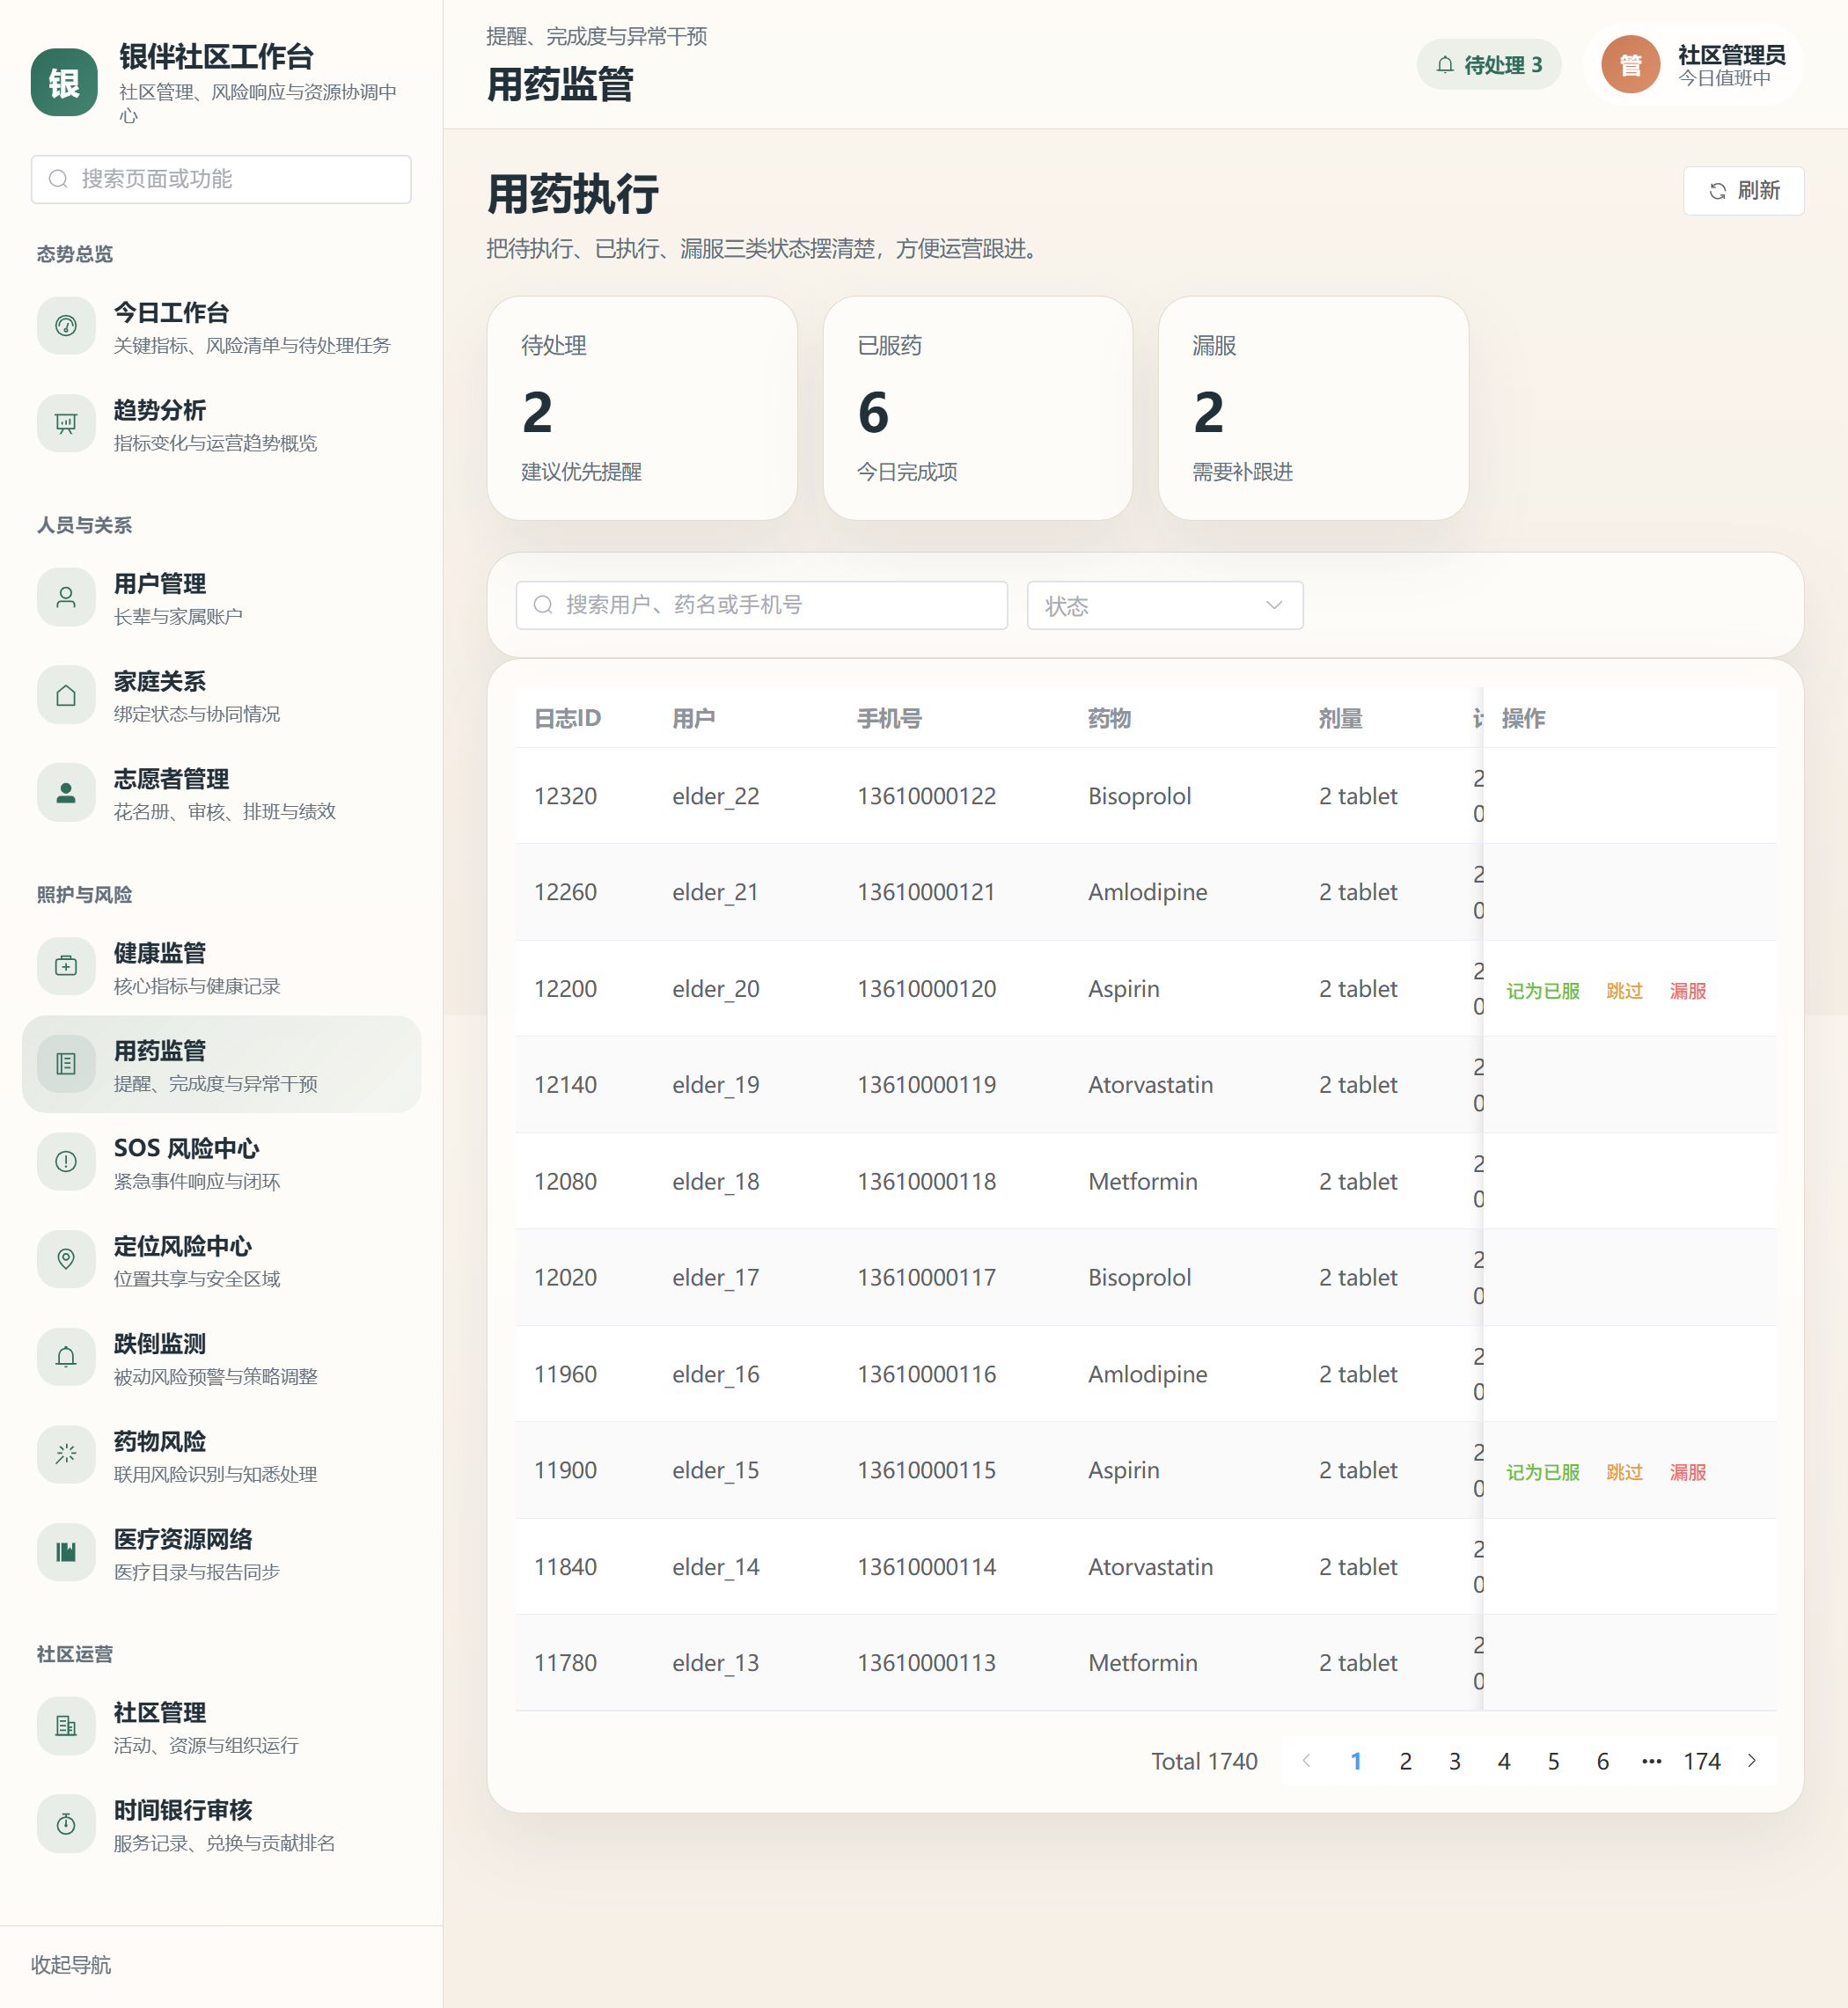 银
银伴社区工作台
社区管理、风险响应与资源协调中
心
搜索页面或功能
态势总览
今日工作台
关键指标、风险清单与待处理任务
趋势分析
指标变化与运营趋势概览
人员与关系
用户管理
长辈与家属账户
家庭关系
绑定状态与协同情况
志愿者管理
花名册、审核、排班与绩效
照护与风险
健康监管
核心指标与健康记录
用药监管
提醒、完成度与异常干预
SOS 风险中心
紧急事件响应与闭环
定位风险中心
位置共享与安全区域
跌倒监测
被动风险预警与策略调整
药物风险
联用风险识别与知悉处理
医疗资源网络
医疗目录与报告同步
社区运营
社区管理
活动、资源与组织运行
时间银行审核
服务记录、兑换与贡献排名
收起导航
提醒、完成度与异常干预
用药监管
待处理 3
管
社区管理员
今日值班中
用药执行
刷新
把待执行、已执行、漏服三类状态摆清楚，方便运营跟进。
待处理
2
建议优先提醒
已服药
6
今日完成项
漏服
2
需要补跟进
搜索用户、药名或手机号
状态
日志ID 用户 手机号 药物 剂量 操作
12320 elder_22 13610000122 Bisoprolol 2 tablet
12260 elder_21 13610000121 Amlodipine 2 tablet
12200 elder_20 13610000120 Aspirin 2 tablet 记为已服 跳过 漏服
12140 elder_19 13610000119 Atorvastatin 2 tablet
12080 elder_18 13610000118 Metformin 2 tablet
12020 elder_17 13610000117 Bisoprolol 2 tablet
11960 elder_16 13610000116 Amlodipine 2 tablet
11900 elder_15 13610000115 Aspirin 2 tablet 记为已服 跳过 漏服
11840 elder_14 13610000114 Atorvastatin 2 tablet
11780 elder_13 13610000113 Metformin 2 tablet
Total 1740 1 2 3 4 5 6 ••• 174